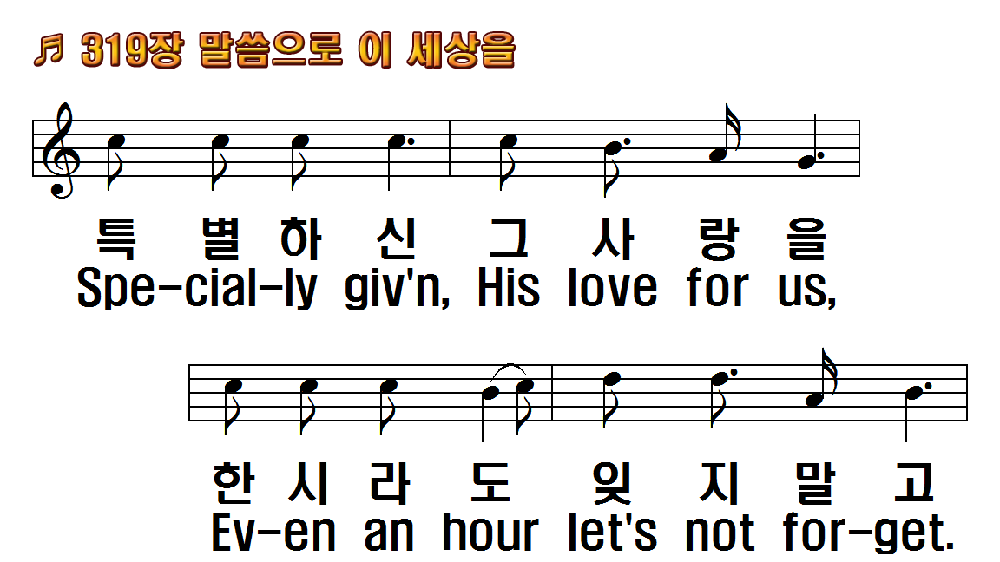 319장 말씀으로 이 세상을
특 별 하 신 그 사 랑 을
Spe-cial-ly giv'n, His love for us,
한 시 라 도 잊 지 말 고
Ev-en an hour let's not for-get.